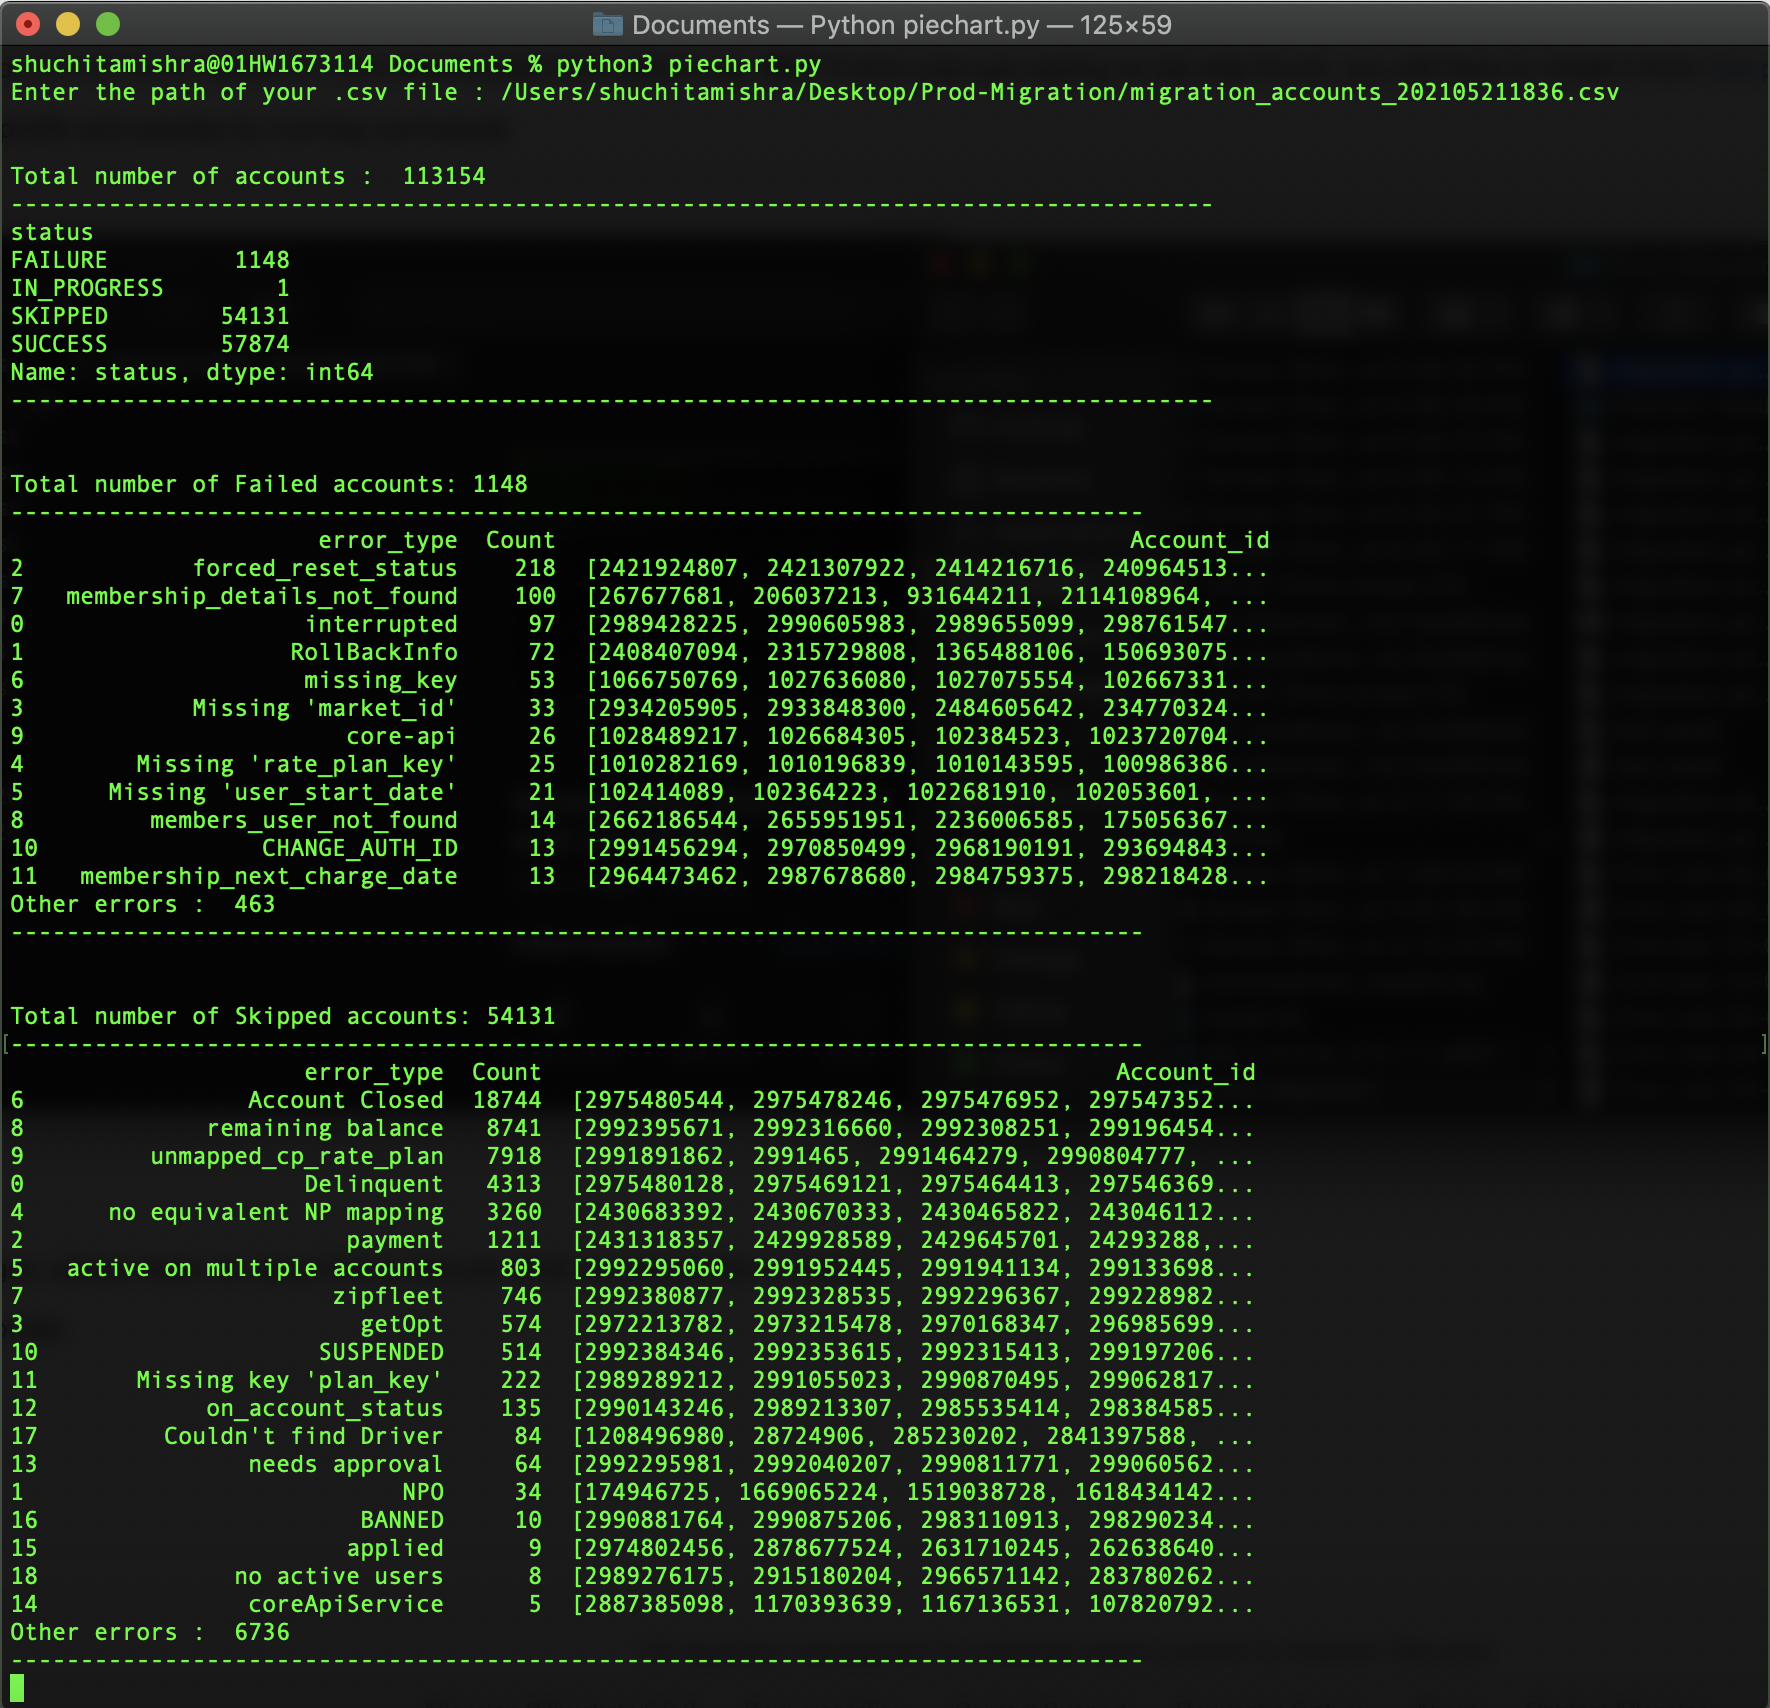 Documents — Python piechart.py — 125×59
shuchitamishra@01HW1673114 Documents % python3 piechart.py
Enter the path of your .csv file : /Users/shuchitamishra/Desktop/Prod-Migration/migration_accounts_202105211836.csv
Total number of accounts :  113154
--------------------------------------------------------------------------------------
status
FAILURE         1148
IN_PROGRESS        1
SKIPPED        54131
SUCCESS        57874
Name: status, dtype: int64
--------------------------------------------------------------------------------------
Total number of Failed accounts: 1148
---------------------------------------------------------------------------------
error_type  Count  Account_id
2  forced_reset_status  218  [2421924807, 2421307922, 2414216716, 240964513...
7  membership_details_not_found  100  [267677681, 206037213, 931644211, 2114108964, ...
0  interrupted  97  [2989428225, 2990605983, 2989655099, 298761547...
1  RollBackInfo  72  [2408407094, 2315729808, 1365488106, 150693075...
6  missing_key  53  [1066750769, 1027636080, 1027075554, 102667331...
3  Missing 'market_id'  33  [2934205905, 2933848300, 2484605642, 234770324...
9  core-api  26  [1028489217, 1026684305, 102384523, 1023720704...
4  Missing 'rate_plan_key'  25  [1010282169, 1010196839, 1010143595, 100986386...
5  Missing 'user_start_date'  21  [102414089, 102364223, 1022681910, 102053601, ...
8  members_user_not_found  14  [2662186544, 2655951951, 2236006585, 175056367...
10  CHANGE_AUTH_ID  13  [2991456294, 2970850499, 2968190191, 293694843...
11  membership_next_charge_date  13  [2964473462, 2987678680, 2984759375, 298218428...
Other errors :  463
---------------------------------------------------------------------------------
Total number of Skipped accounts: 54131
[---------------------------------------------------------------------------------]
error_type  Count  Account_id
6  Account Closed  18744  [2975480544, 2975478246, 2975476952, 297547352...
8  remaining balance  8741  [2992395671, 2992316660, 2992308251, 299196454...
9  unmapped_cp_rate_plan  7918  [2991891862, 2991465, 2991464279, 2990804777, ...
0  Delinquent  4313  [2975480128, 2975469121, 2975464413, 297546369...
4  no equivalent NP mapping  3260  [2430683392, 2430670333, 2430465822, 243046112...
2  payment  1211  [2431318357, 2429928589, 2429645701, 24293288,...
5  active on multiple accounts  803  [2992295060, 2991952445, 2991941134, 299133698...
7  zipfleet  746  [2992380877, 2992328535, 2992296367, 299228982...
3  getOpt  574  [2972213782, 2973215478, 2970168347, 296985699...
10  SUSPENDED  514  [2992384346, 2992353615, 2992315413, 299197206...
11  Missing key 'plan_key'  222  [2989289212, 2991055023, 2990870495, 299062817...
12  on_account_status  135  [2990143246, 2989213307, 2985535414, 298384585...
17  Couldn't find Driver  84  [1208496980, 28724906, 285230202, 2841397588, ...
13  needs approval  64  [2992295981, 2992040207, 2990811771, 299060562...
1  NPO  34  [174946725, 1669065224, 1519038728, 1618434142...
16  BANNED  10  [2990881764, 2990875206, 2983110913, 298290234...
15  applied  9  [2974802456, 2878677524, 2631710245, 262638640...
18  no active users  8  [2989276175, 2915180204, 2966571142, 283780262...
14  coreApiService  5  [2887385098, 1170393639, 1167136531, 107820792...
Other errors :  6736
---------------------------------------------------------------------------------